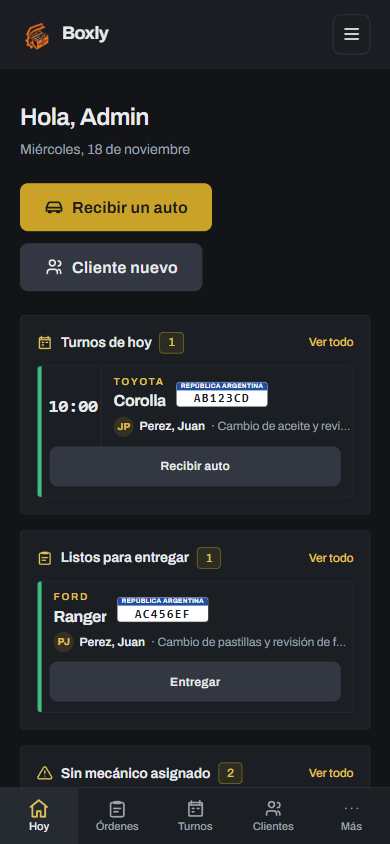 Boxly
Hola, Admin
Miércoles, 18 de noviembre
Recibir un auto
Cliente nuevo
Turnos de hoy 1 Ver todo
10:00
TOYOTA
Corolla
REPÚBLICA ARGENTINA
AB123CD
JP Perez, Juan · Cambio de aceite y revi...
Recibir auto
Listos para entregar 1 Ver todo
FORD
Ranger
REPÚBLICA ARGENTINA
AC456EF
PJ Perez, Juan · Cambio de pastillas y revisión de f...
Entregar
Sin mecánico asignado 2 Ver todo
Hoy Órdenes Turnos Clientes Más